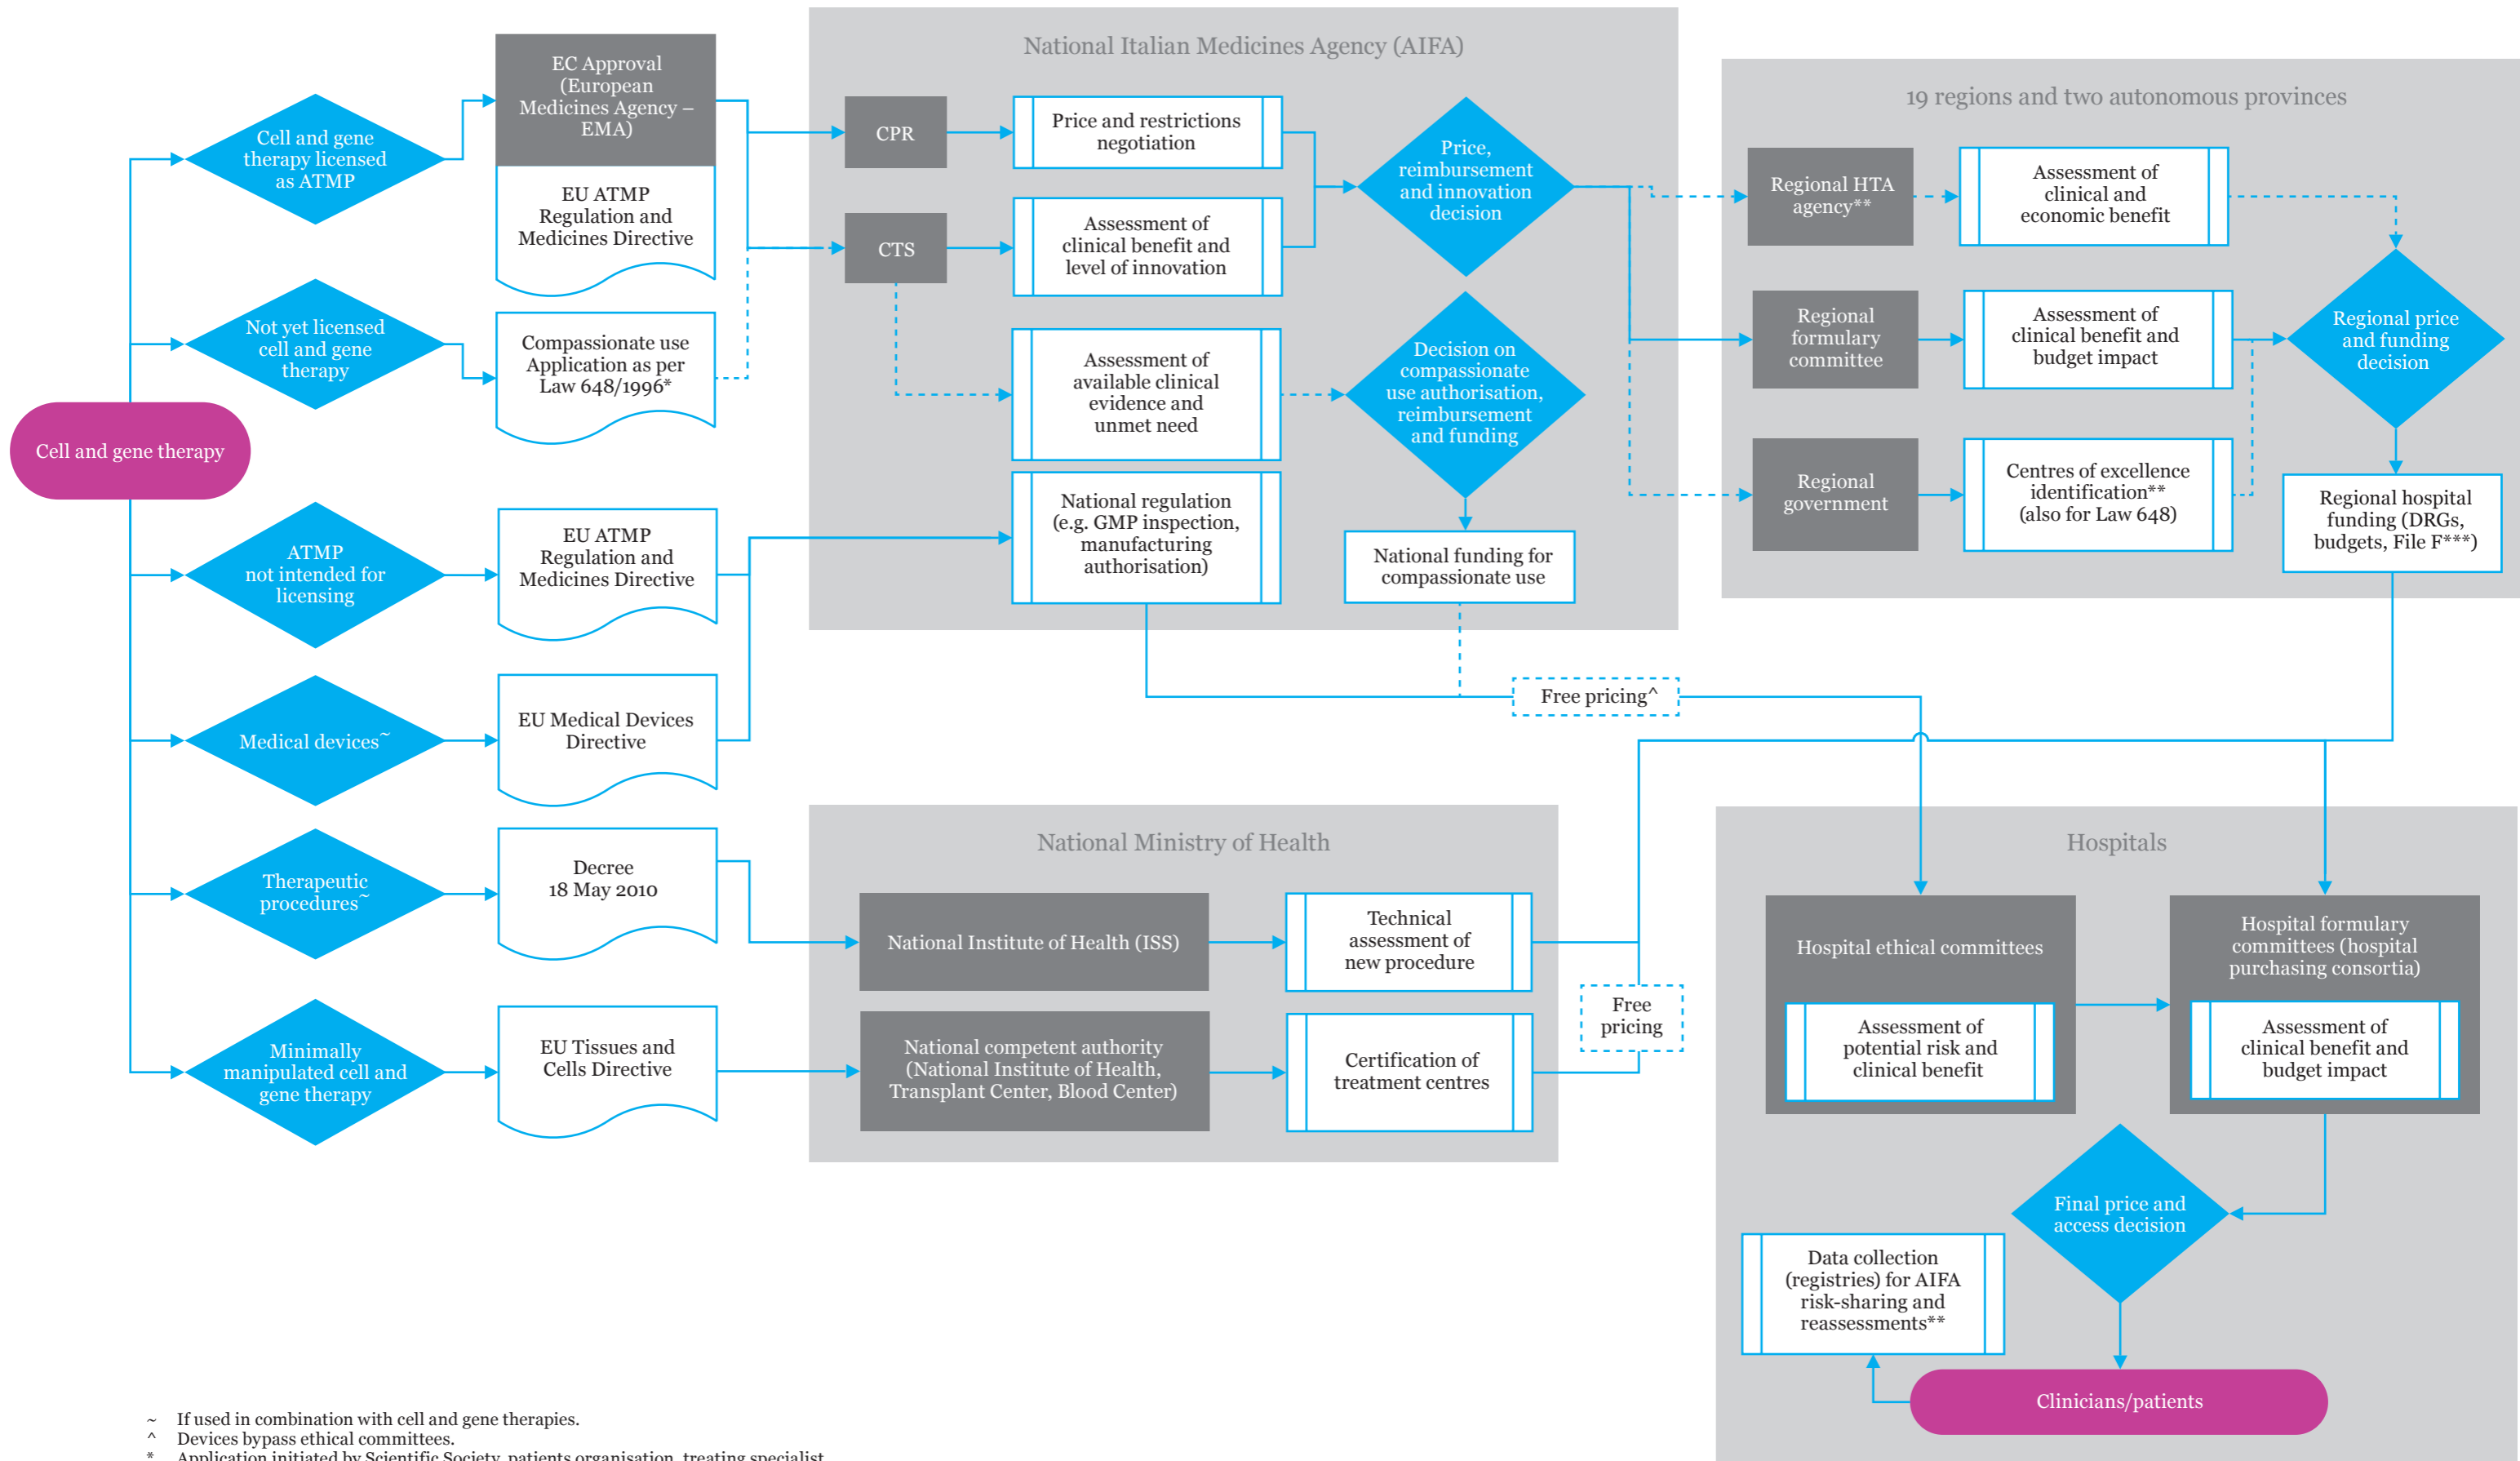 National Italian Medicines Agency (AIFA)
19 regions and two autonomous provinces
Cell and gene therapy
Cell and gene
therapy licensed
as ATMP
EC Approval
(European
Medicines Agency –
EMA)
EU ATMP
Regulation and
Medicines Directive
Not yet licensed
cell and gene
therapy
Compassionate use
Application as per
Law 648/1996*
ATMP
not intended for
licensing
EU ATMP
Regulation and
Medicines Directive
Medical devices~
EU Medical Devices
Directive
Therapeutic
procedures~
Decree
18 May 2010
Minimally
manipulated cell and
gene therapy
EU Tissues and
Cells Directive
CPR
Price and restrictions
negotiation
CTS
Assessment of
clinical benefit and
level of innovation
Price,
reimbursement
and innovation
decision
Assessment of
available clinical
evidence and
unmet need
Decision on
compassionate
use authorisation,
reimbursement
and funding
National regulation
(e.g. GMP inspection,
manufacturing
authorisation)
National funding for
compassionate use
Regional HTA
agency**
Assessment of
clinical and
economic benefit
Regional
formulary
committee
Assessment of
clinical benefit and
budget impact
Regional price
and funding
decision
Regional
government
Centres of excellence
identification**
(also for Law 648)
Regional hospital
funding (DRGs,
budgets, File F***)
Free pricing^
National Ministry of Health
National Institute of Health (ISS)
Technical
assessment of
new procedure
National competent authority
(National Institute of Health,
Transplant Center, Blood Center)
Certification of
treatment centres
Free
pricing
Hospitals
Hospital ethical committees
Assessment of
potential risk and
clinical benefit
Hospital formulary
committees (hospital
purchasing consortia)
Assessment of
clinical benefit and
budget impact
Final price and
access decision
Data collection
(registries) for AIFA
risk-sharing and
reassessments**
Clinicians/patients
~ If used in combination with cell and gene therapies.
^ Devices bypass ethical committees.
* Application initiated by Scientific Society, patients organisation, treating specialist